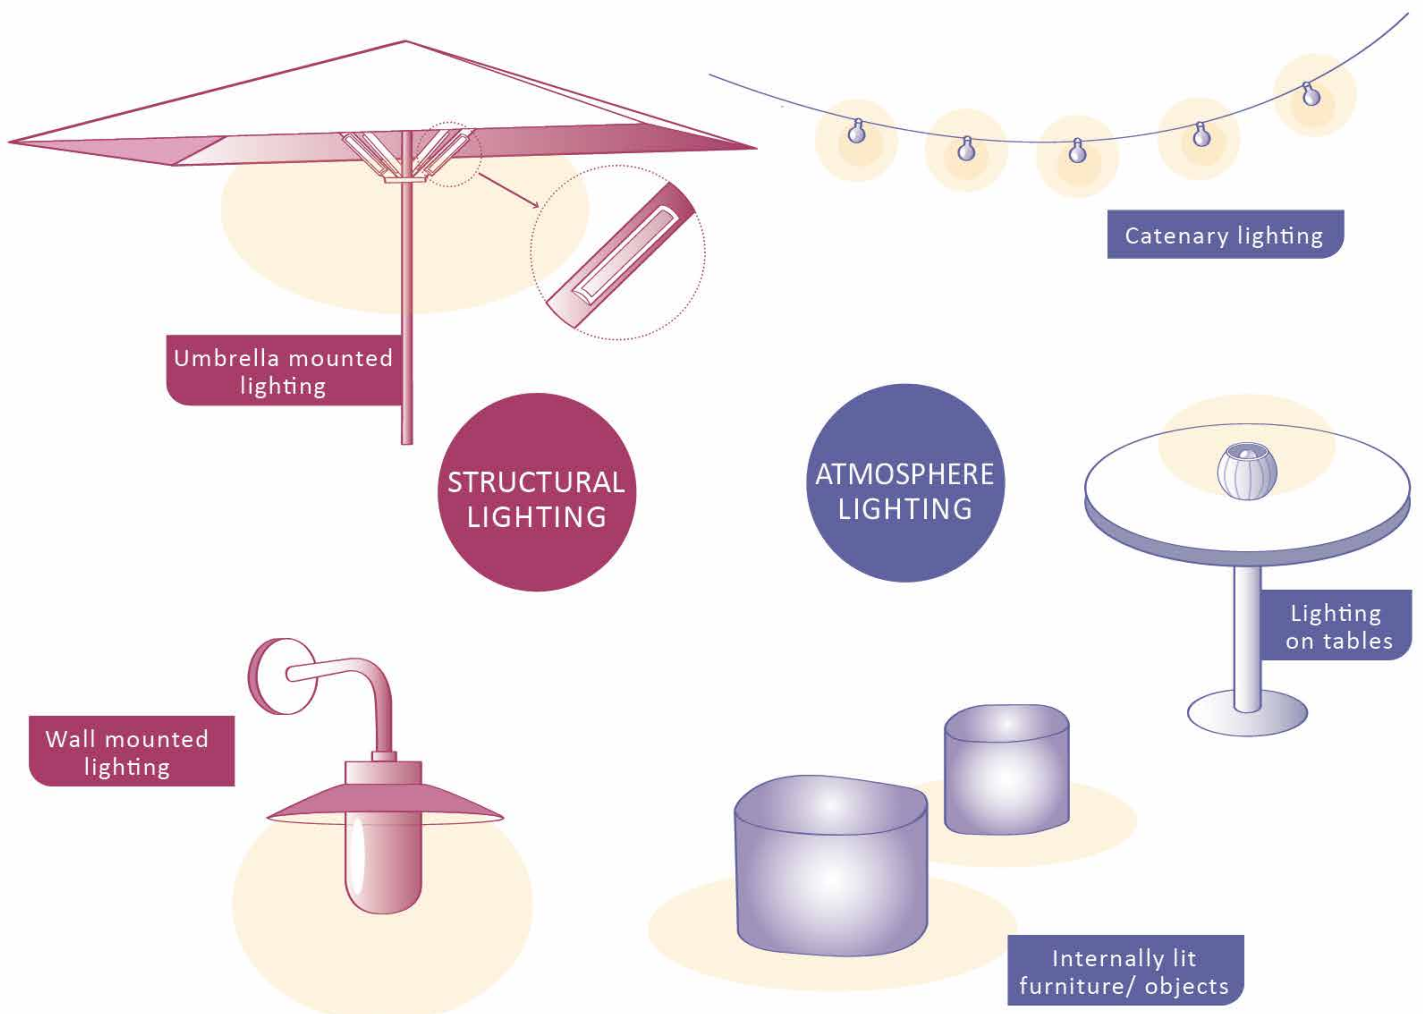 Catenary lighting
Umbrella mounted
lighting
STRUCTURAL
LIGHTING
ATMOSPHERE
LIGHTING
Lighting
on tables
Wall mounted
lighting
Internally lit
furniture/ objects